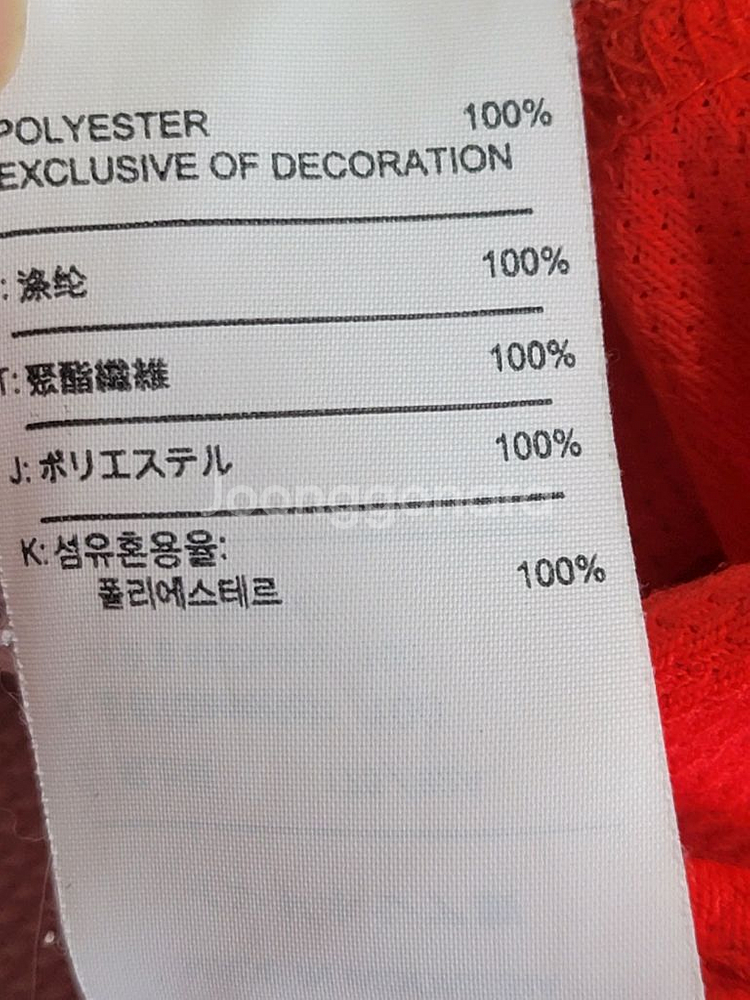 POLYESTER 100%
EXCLUSIVE OF DECORATION
: 涤纶 100%
T: 聚酯纖維 100%
J: ポリエステル 100%
Joonggonara
K: 섬유혼용율:
폴리에스테르 100%